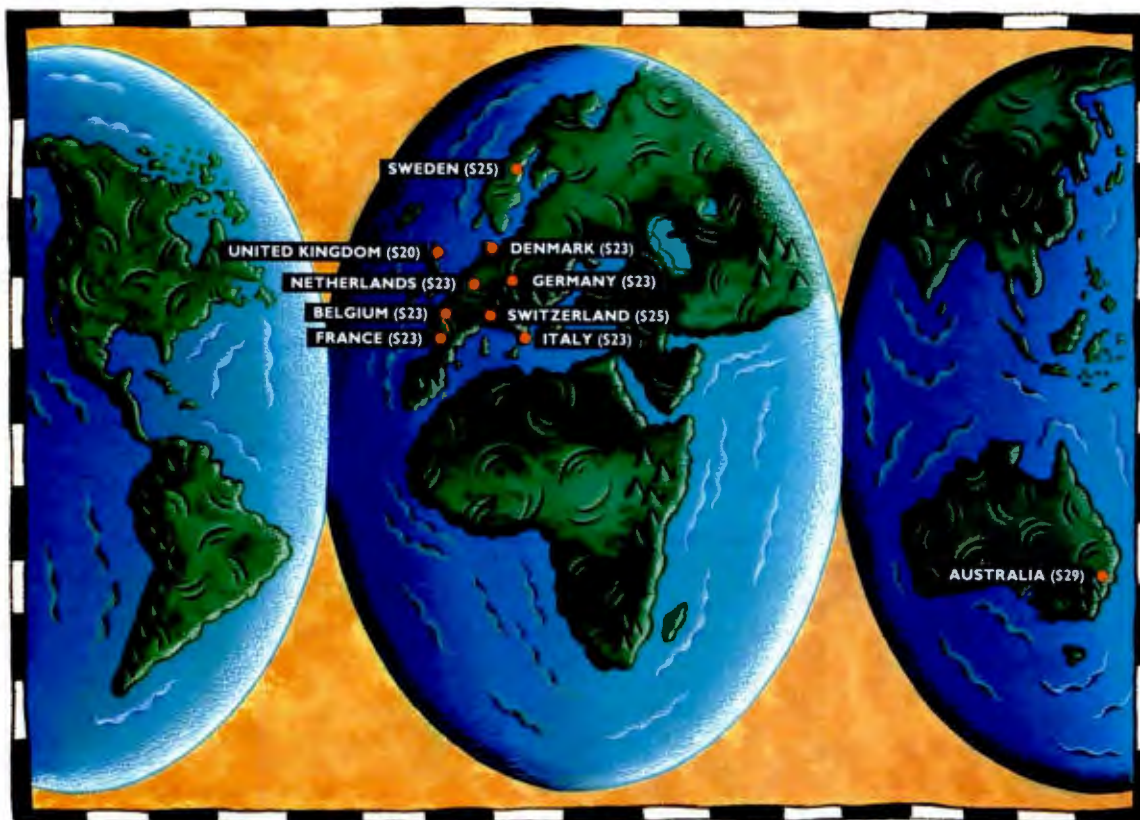 SWEDEN ($25)
UNITED KINGDOM ($20)
DENMARK ($23)
NETHERLANDS ($23)
GERMANY ($23)
BELGIUM ($23)
SWITZERLAND ($25)
FRANCE ($23)
ITALY ($23)
AUSTRALIA ($29)